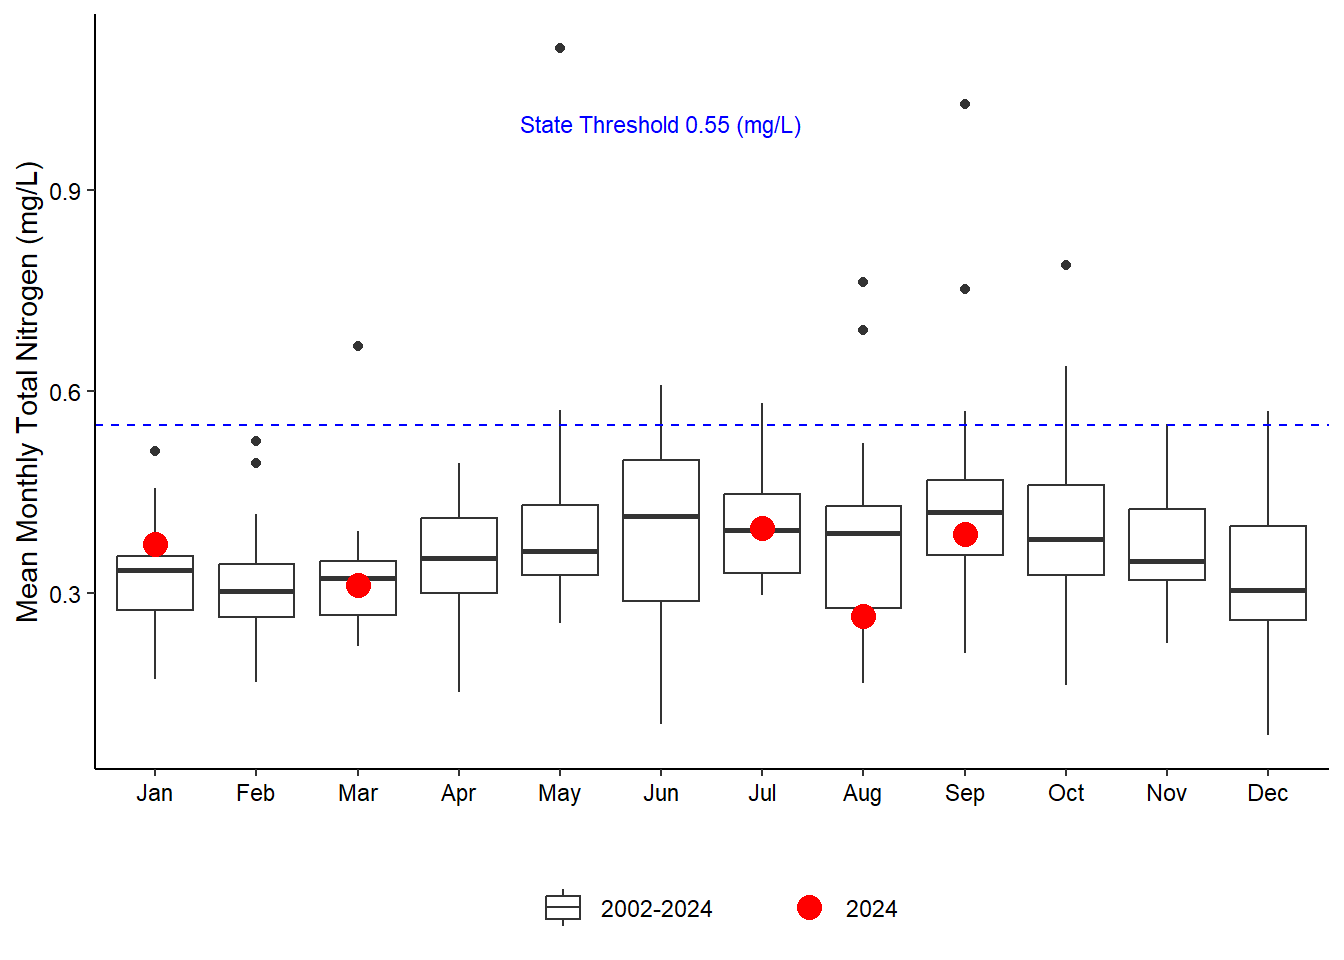 State Threshold 0.55 (mg/L)
Mean Monthly Total Nitrogen (mg/L)
0.9
0.6
0.3
Jan Feb Mar Apr May Jun Jul Aug Sep Oct Nov Dec
2002-2024 2024